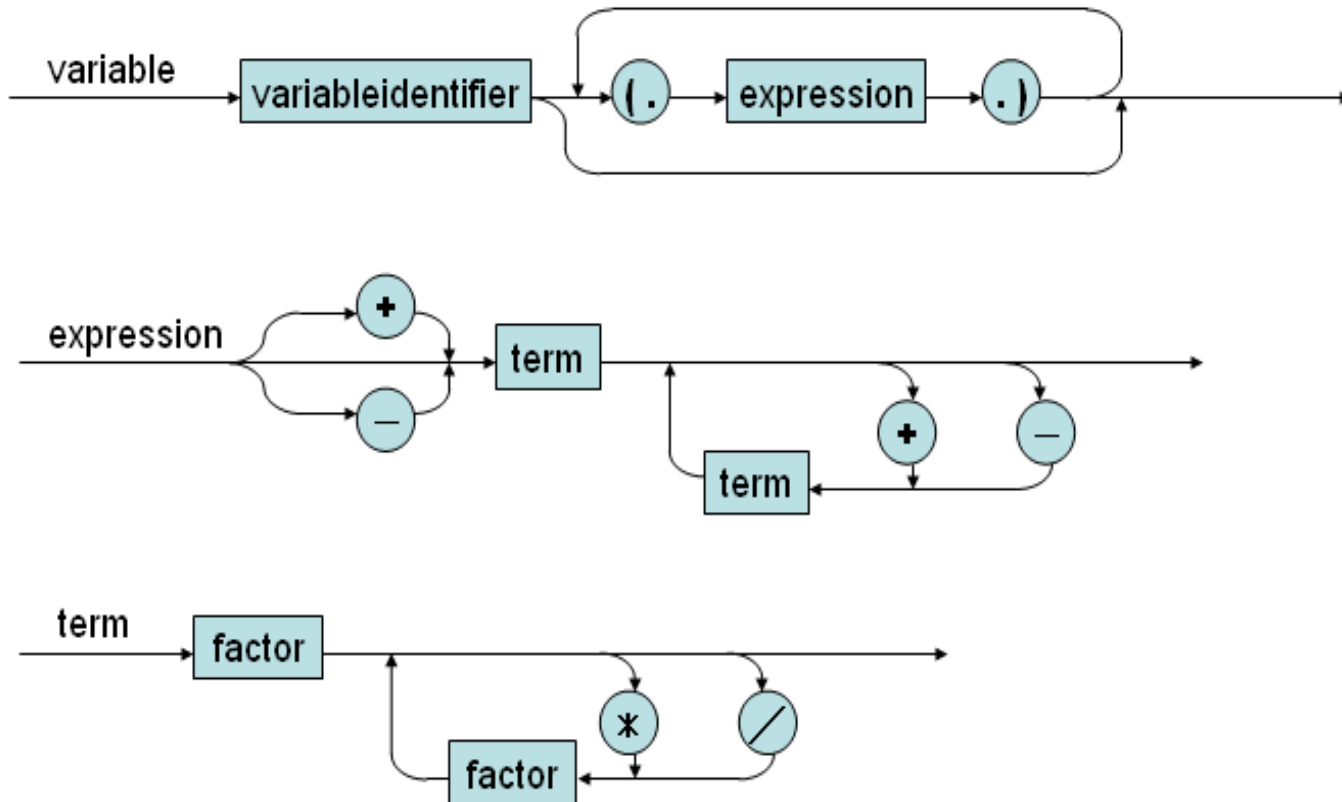 variable variableidentifier (. expression .)
+
expression term
–
+ –
term
term factor
* /
factor